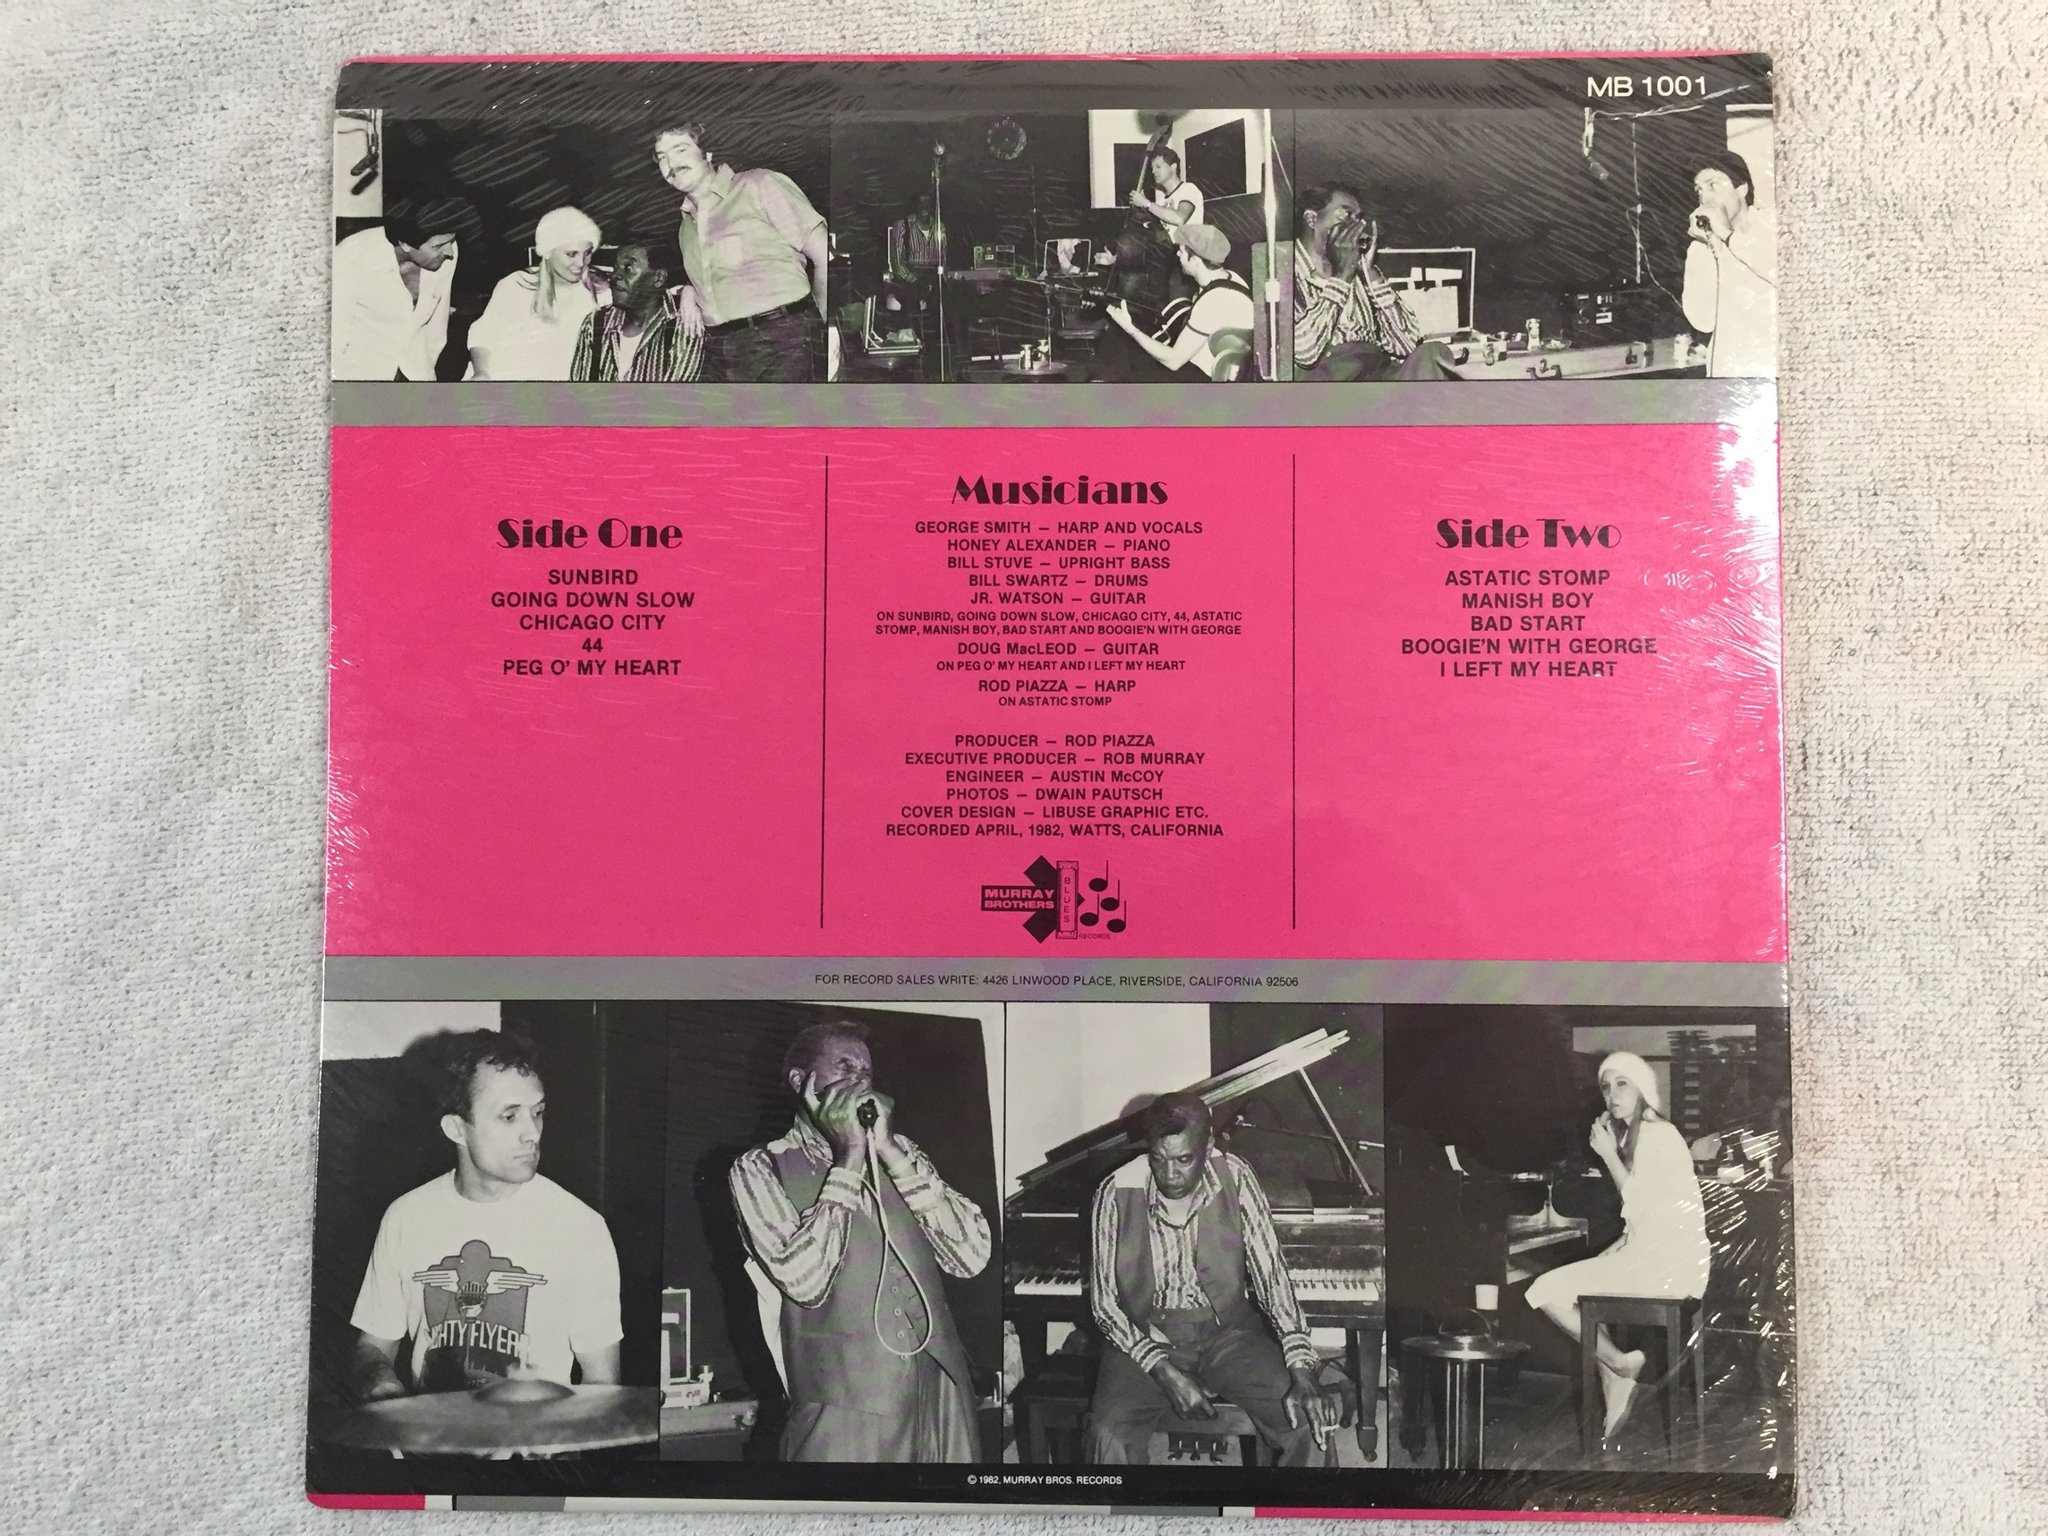 MB 1001
Side One
SUNBIRD
GOING DOWN SLOW
CHICAGO CITY
44
PEG O' MY HEART
Musicians
GEORGE SMITH — HARP AND VOCALS
HONEY ALEXANDER — PIANO
BILL STUVE — UPRIGHT BASS
BILL SWARTZ — DRUMS
JR. WATSON — GUITAR
ON SUNBIRD, GOING DOWN SLOW, CHICAGO CITY, 44, ASTATIC
STOMP, MANISH BOY, BAD START AND BOOGIE'N WITH GEORGE
DOUG MacLEOD — GUITAR
ON PEG O' MY HEART AND I LEFT MY HEART
ROD PIAZZA — HARP
ON ASTATIC STOMP
PRODUCER — ROD PIAZZA
EXECUTIVE PRODUCER — ROB MURRAY
ENGINEER — AUSTIN McCOY
PHOTOS — DWAIN PAUTSCH
COVER DESIGN — LIBUSE GRAPHIC ETC.
RECORDED APRIL, 1982, WATTS, CALIFORNIA
MURRAY
BROTHERS
BLUES
RECORDS
Side Two
ASTATIC STOMP
MANISH BOY
BAD START
BOOGIE'N WITH GEORGE
I LEFT MY HEART
FOR RECORD SALES WRITE: 4426 LINWOOD PLACE, RIVERSIDE, CALIFORNIA 92506
GHTY FLYER
© 1982, MURRAY BROS. RECORDS